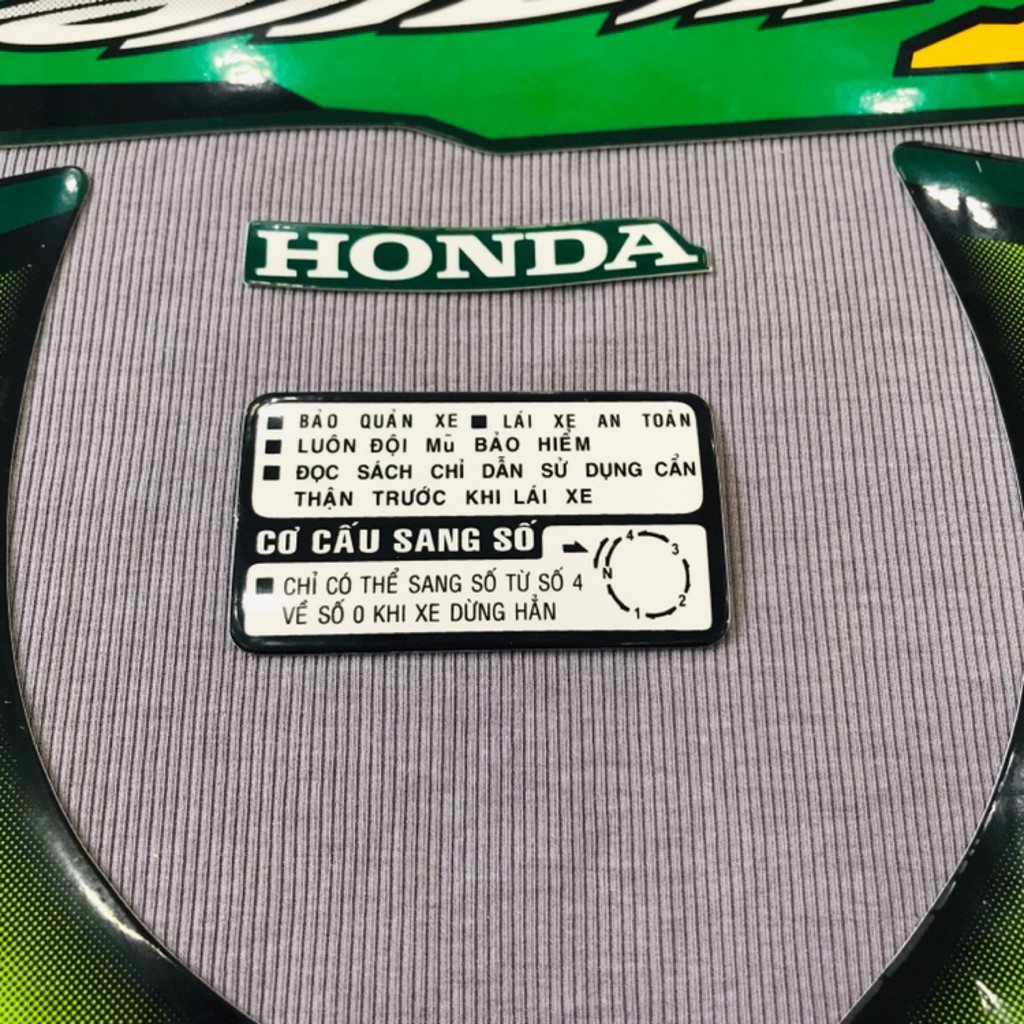 HONDA
■ BẢO QUẢN XE ■ LÁI XE AN TOÀN
■ LUÔN ĐỘI Mũ BẢO HIỂM
■ ĐỌC SÁCH CHỈ DẪN SỬ DỤNG CẨN
THẬN TRƯỚC KHI LÁI XE
CƠ CẤU SANG SỐ
■ CHỈ CÓ THỂ SANG SỐ TỪ SỐ 4
VỀ SỐ 0 KHI XE DỪNG HẲN
4
3
N
2
1